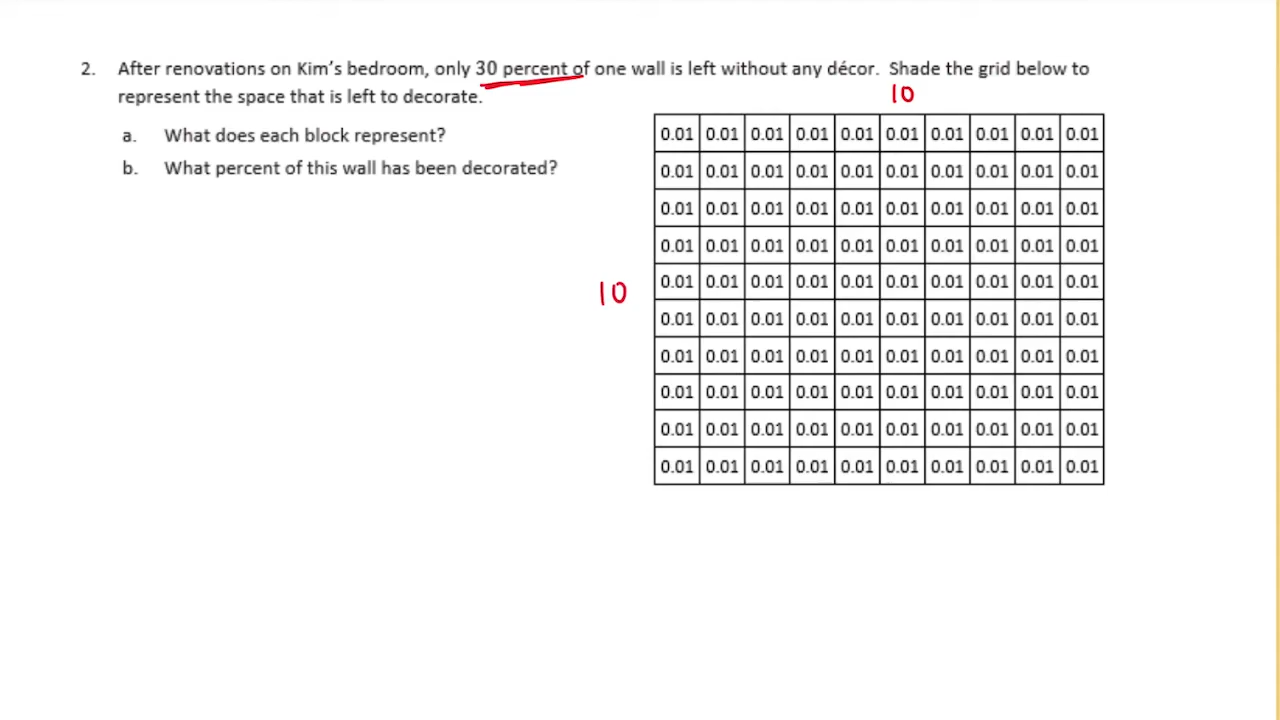 2. After renovations on Kim's bedroom, only 30 percent of one wall is left without any décor. Shade the grid below to
represent the space that is left to decorate.
10
a. What does each block represent?
b. What percent of this wall has been decorated?
0.01 0.01 0.01 0.01 0.01 0.01 0.01 0.01 0.01 0.01
0.01 0.01 0.01 0.01 0.01 0.01 0.01 0.01 0.01 0.01
0.01 0.01 0.01 0.01 0.01 0.01 0.01 0.01 0.01 0.01
0.01 0.01 0.01 0.01 0.01 0.01 0.01 0.01 0.01 0.01
10
0.01 0.01 0.01 0.01 0.01 0.01 0.01 0.01 0.01 0.01
0.01 0.01 0.01 0.01 0.01 0.01 0.01 0.01 0.01 0.01
0.01 0.01 0.01 0.01 0.01 0.01 0.01 0.01 0.01 0.01
0.01 0.01 0.01 0.01 0.01 0.01 0.01 0.01 0.01 0.01
0.01 0.01 0.01 0.01 0.01 0.01 0.01 0.01 0.01 0.01
0.01 0.01 0.01 0.01 0.01 0.01 0.01 0.01 0.01 0.01